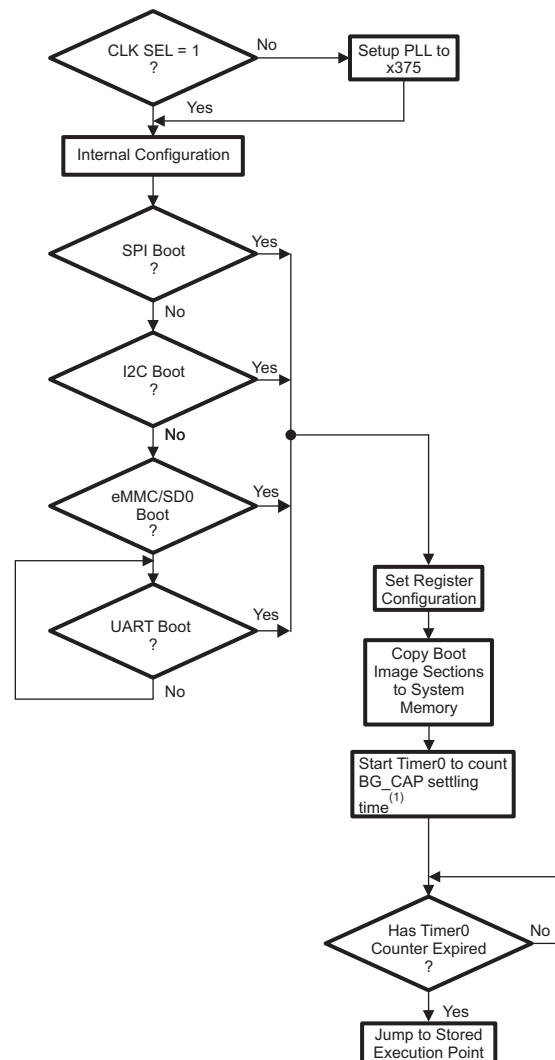 CLK SEL = 1
?
No
Setup PLL to
x375
Yes
Internal Configuration
SPI Boot
?
Yes
No
I2C Boot
?
Yes
No
eMMC/SD0
Boot
?
Yes
UART Boot
?
Yes
No
Set Register
Configuration
Copy Boot
Image Sections
to System
Memory
Start Timer0 to count
BG_CAP settling
time(1)
Has Timer0
Counter Expired
?
No
Yes
Jump to Stored
Execution Point